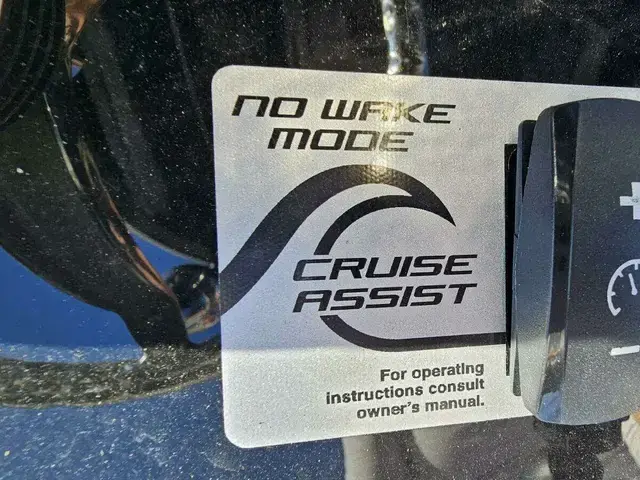 NO WAKE
MODE
CRUISE
ASSIST
For operating
instructions consult
owner's manual.